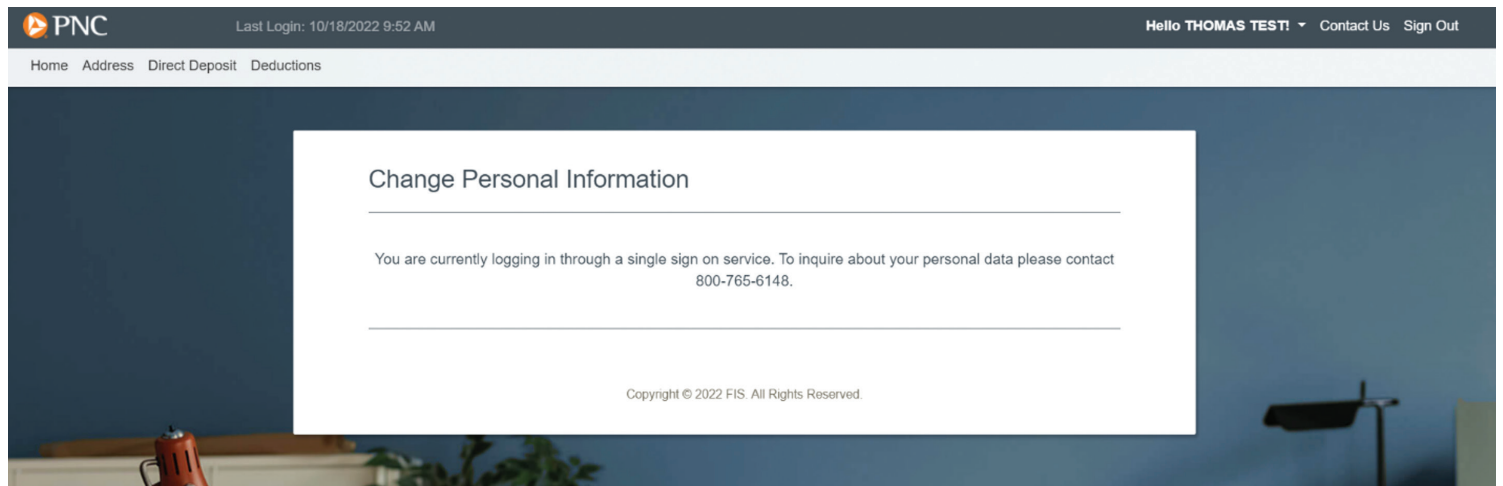 PNC Last Login: 10/18/2022 9:52 AM Hello THOMAS TEST! Contact Us Sign Out
Home Address Direct Deposit Deductions
Change Personal Information
You are currently logging in through a single sign on service. To inquire about your personal data please contact
800-765-6148.
Copyright © 2022 FIS. All Rights Reserved.